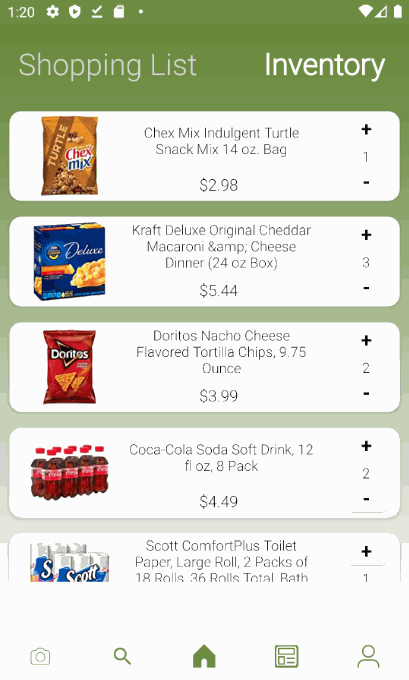 1:20
Shopping List Inventory
TURTLE
Chex
mix
Chex Mix Indulgent Turtle
Snack Mix 14 oz. Bag
$2.98
+
1
-
Deluxe
Kraft Deluxe Original Cheddar
Macaroni &amp; Cheese
Dinner (24 oz Box)
$5.44
+
3
-
Doritos
Doritos Nacho Cheese
Flavored Tortilla Chips, 9.75
Ounce
$3.99
+
2
-
Coca-Cola Soda Soft Drink, 12
fl oz, 8 Pack
$4.49
+
2
-
Scott
Scott ComfortPlus Toilet
Paper, Large Roll, 2 Packs of
18 Rolls, 36 Rolls Total, Bath
+
1